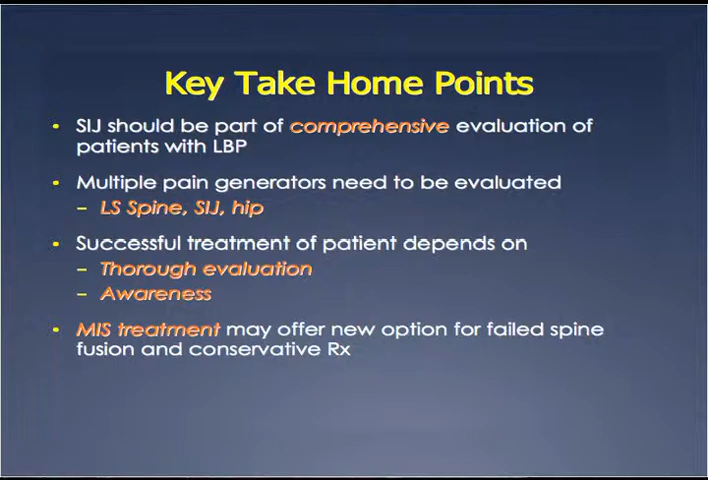 Key Take Home Points
• SIJ should be part of comprehensive evaluation of
patients with LBP
• Multiple pain generators need to be evaluated
– LS Spine, SIJ, hip
• Successful treatment of patient depends on
– Thorough evaluation
– Awareness
• MIS treatment may offer new option for failed spine
fusion and conservative Rx